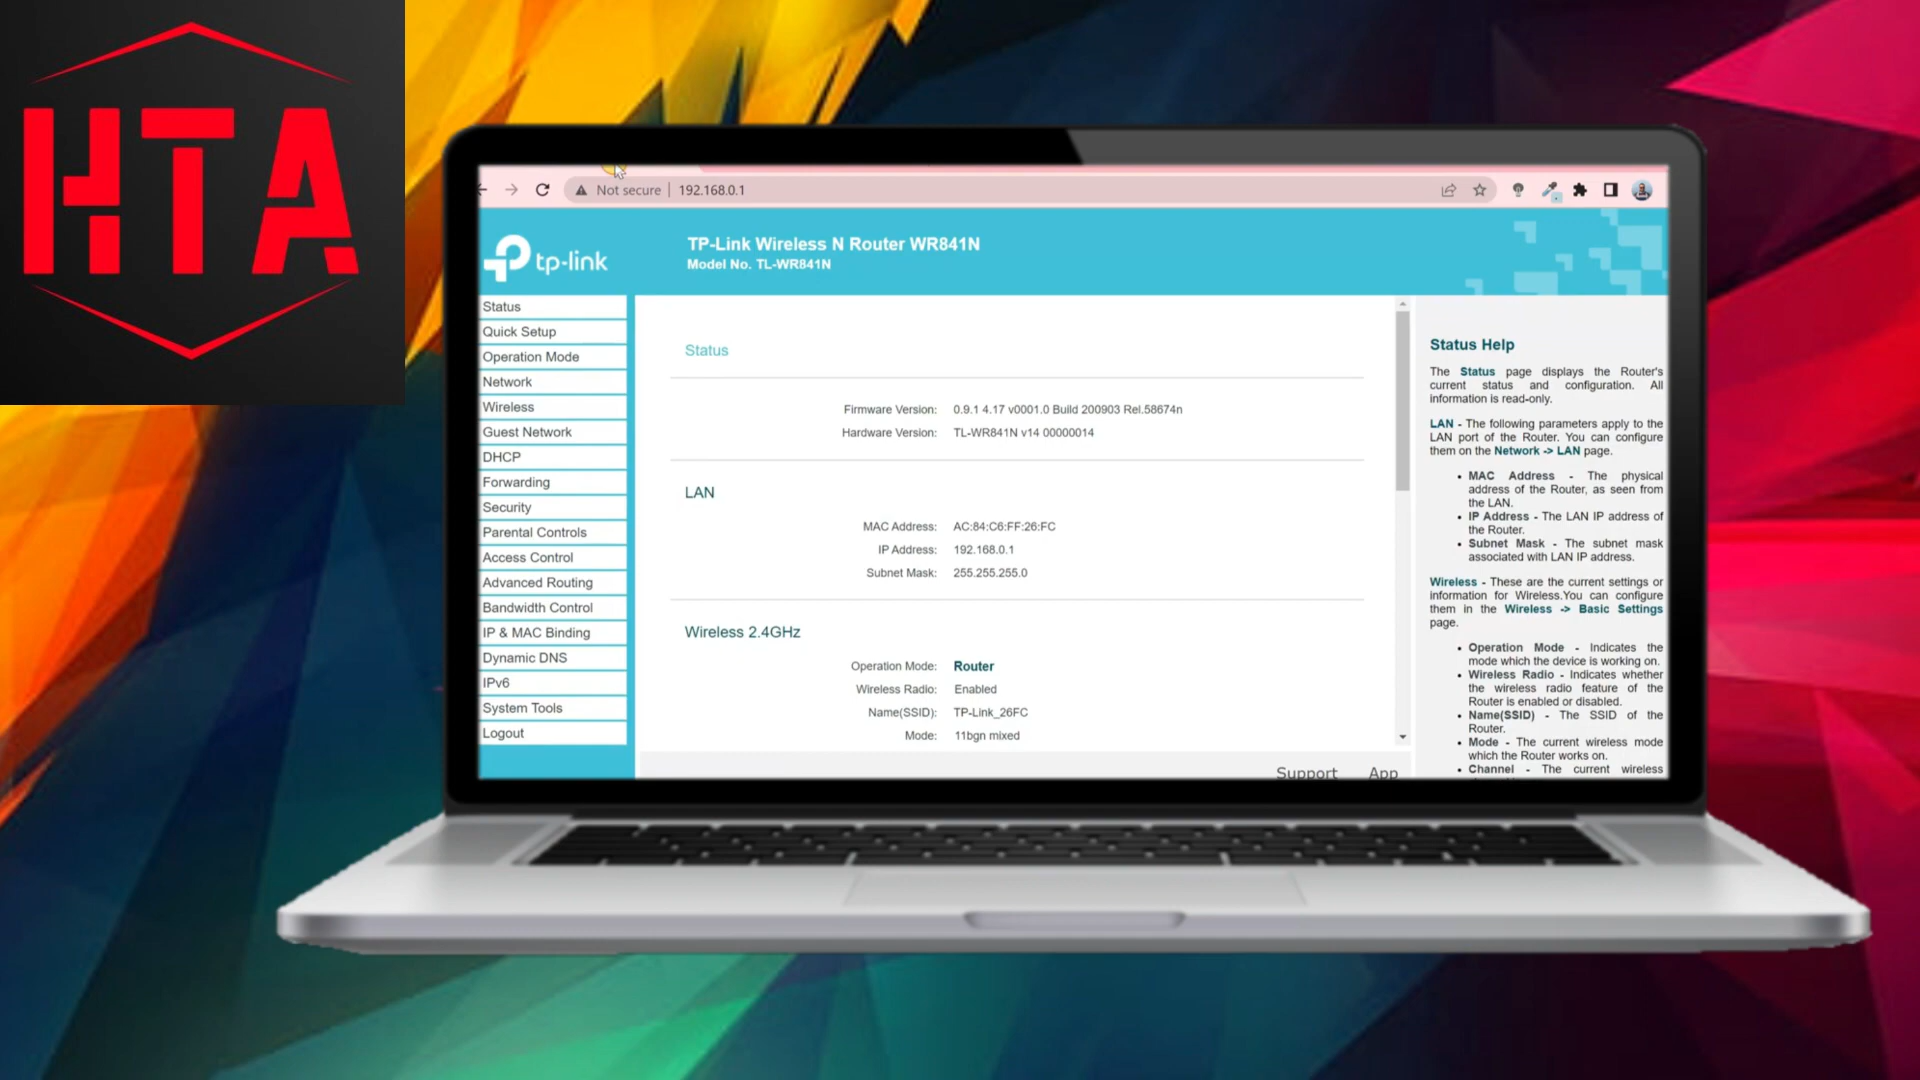 HTA
Not secure | 192.168.0.1
tp-link
TP-Link Wireless N Router WR841N
Model No. TL-WR841N
Status
Quick Setup
Operation Mode
Network
Wireless
Guest Network
DHCP
Forwarding
Security
Parental Controls
Access Control
Advanced Routing
Bandwidth Control
IP & MAC Binding
Dynamic DNS
IPv6
System Tools
Logout
Status
Firmware Version: 0.9.1 4.17 v0001.0 Build 200903 Rel.58674n
Hardware Version: TL-WR841N v14 00000014
LAN
MAC Address: AC:84:C6:FF:26:FC
IP Address: 192.168.0.1
Subnet Mask: 255.255.255.0
Wireless 2.4GHz
Operation Mode: Router
Wireless Radio: Enabled
Name(SSID): TP-Link_26FC
Mode: 11bgn mixed
Support App
Status Help
The Status page displays the Router's
current status and configuration. All
information is read-only.
LAN - The following parameters apply to the
LAN port of the Router. You can configure
them on the Network -> LAN page.
• MAC Address - The physical
address of the Router, as seen from
the LAN.
• IP Address - The LAN IP address of
the Router.
• Subnet Mask - The subnet mask
associated with LAN IP address.
Wireless - These are the current settings or
information for Wireless.You can configure
them in the Wireless -> Basic Settings
page.
• Operation Mode - Indicates the
mode which the device is working on.
• Wireless Radio - Indicates whether
the wireless radio feature of the
Router is enabled or disabled.
• Name(SSID) - The SSID of the
Router.
• Mode - The current wireless mode
which the Router works on.
• Channel - The current wireless